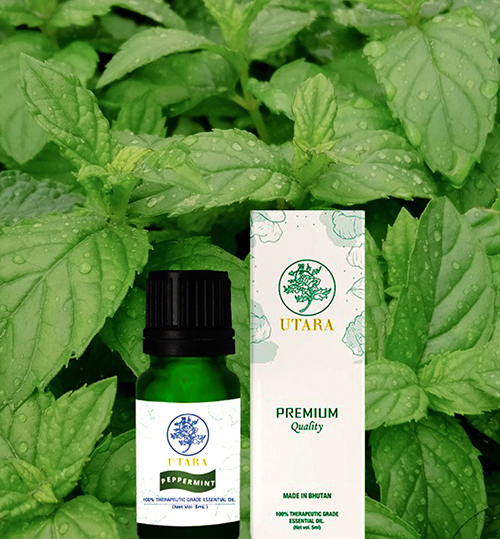 UTARA
PREMIUM
Quality
MADE IN BHUTAN
100% THERAPEUTIC GRADE
ESSENTIAL OIL.
(Net vol. 5ml)
UTARA
PEPPERMINT
100% THERAPEUTIC GRADE ESSENTIAL OIL.
(Net Vol. 5mL)